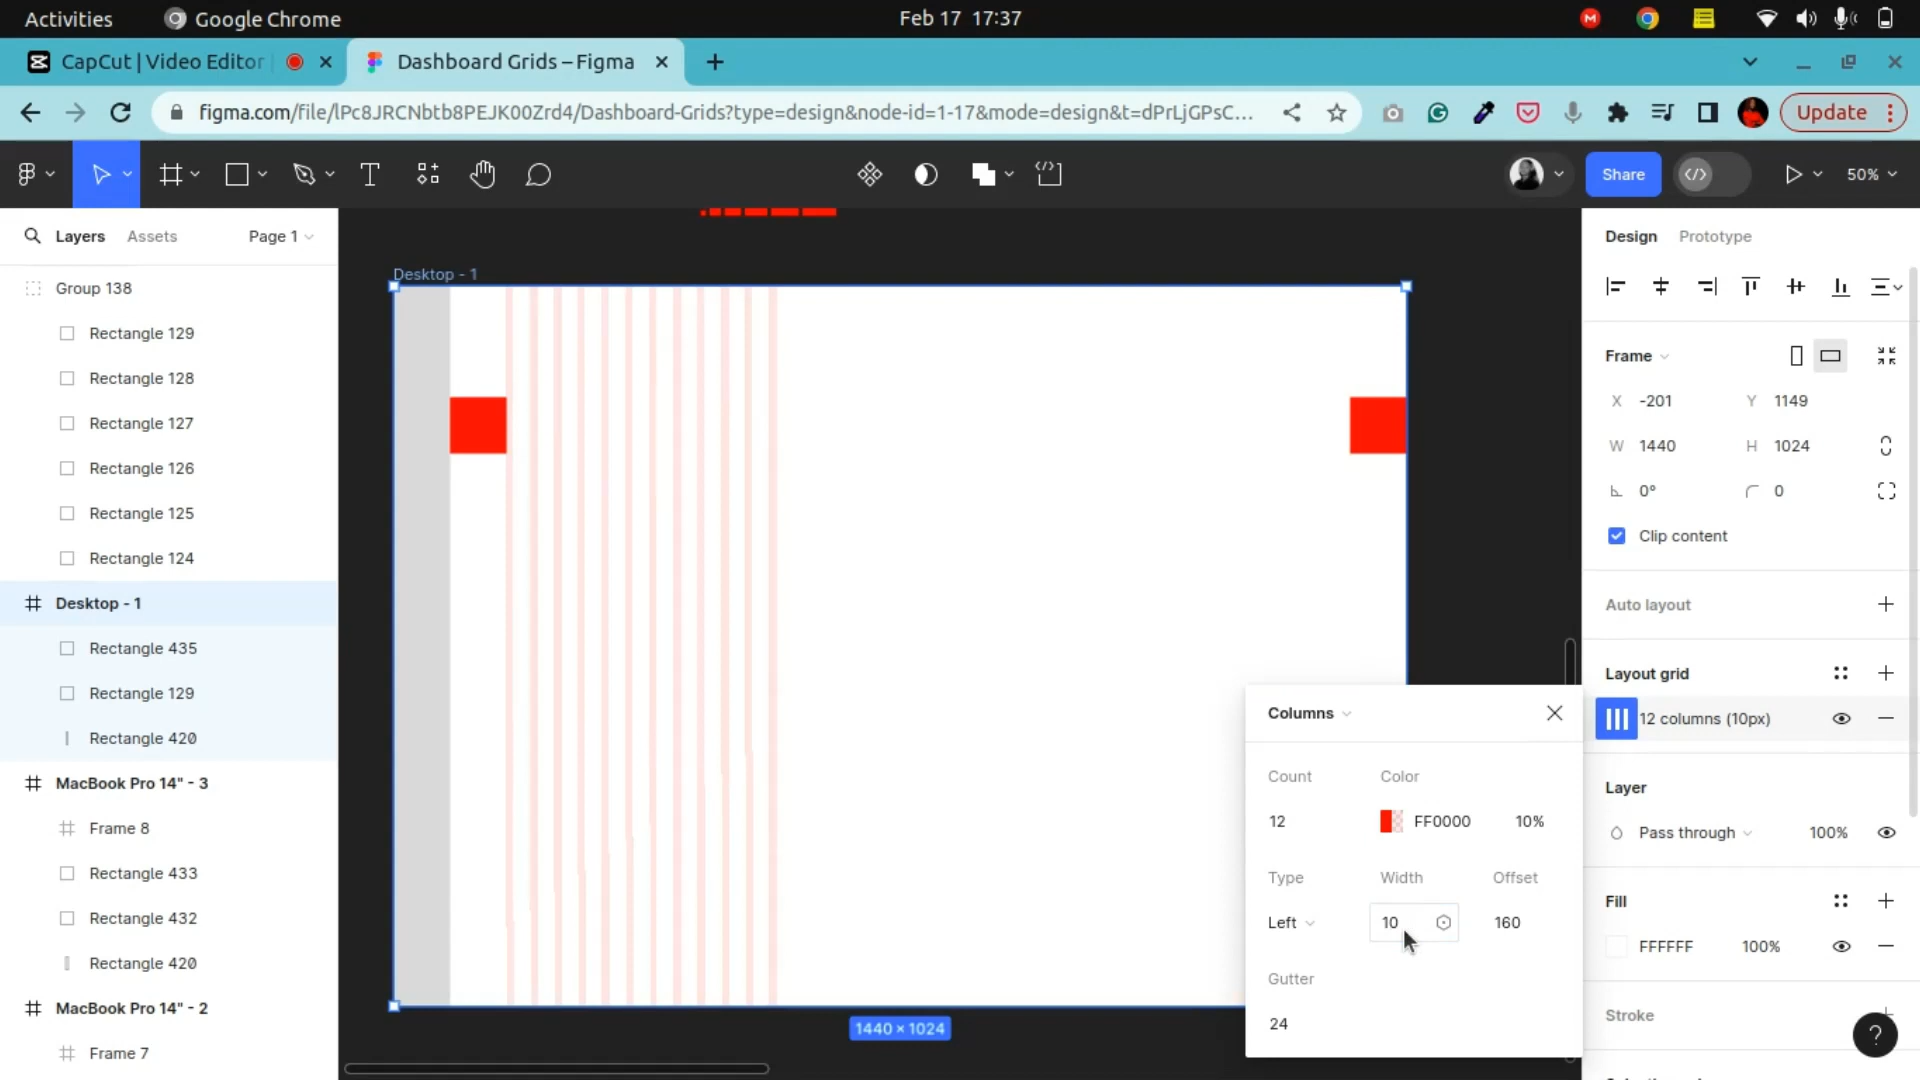 Activities
Google Chrome
Feb 17 17:37
CapCut | Video Editor
Dashboard Grids – Figma
figma.com/file/lPc8JRCNbtb8PEJK00Zrd4/Dashboard-Grids?type=design&node-id=1-17&mode=design&t=dPrLjGPsC...
Update
Share
50%
Layers
Assets
Page 1
Group 138
Rectangle 129
Rectangle 128
Rectangle 127
Rectangle 126
Rectangle 125
Rectangle 124
Desktop - 1
Rectangle 435
Rectangle 129
Rectangle 420
MacBook Pro 14" - 3
Frame 8
Rectangle 433
Rectangle 432
Rectangle 420
MacBook Pro 14" - 2
Frame 7
Desktop - 1
1440 × 1024
Columns
Count
Color
12
FF0000
10%
Type
Width
Offset
Left
10
160
Gutter
24
Design
Prototype
Frame
X -201
Y 1149
W 1440
H 1024
0°
0
Clip content
Auto layout
Layout grid
12 columns (10px)
Layer
Pass through
100%
Fill
FFFFFF
100%
Stroke
?